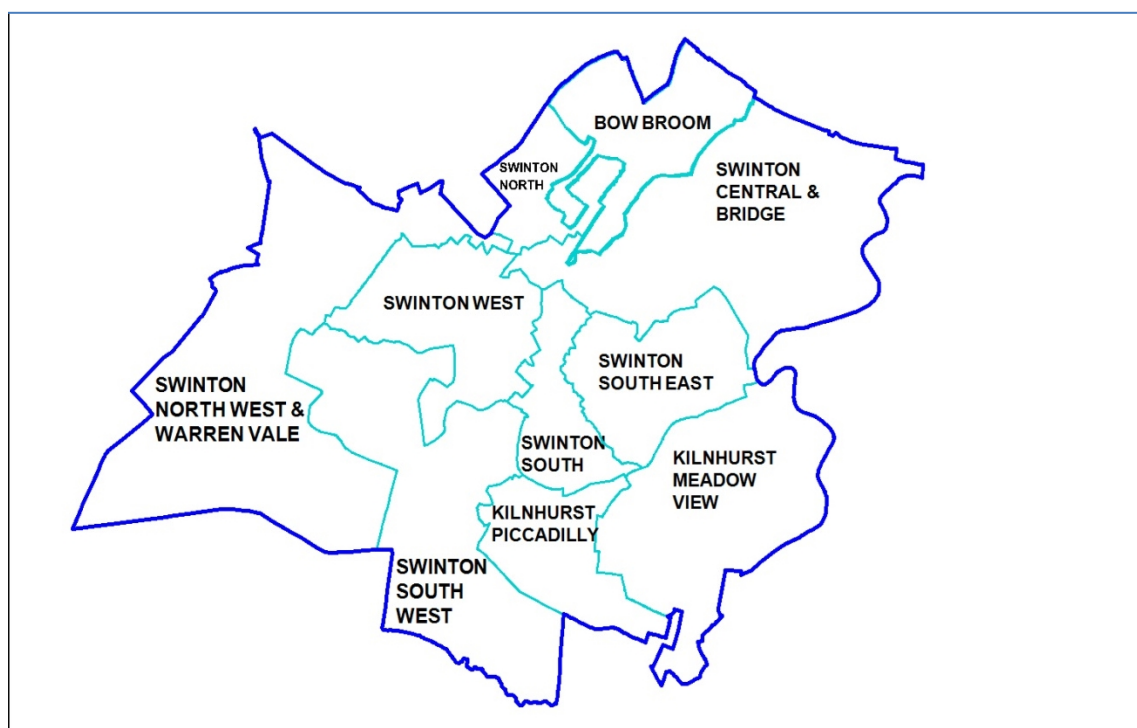 BOW BROOM
SWINTON
NORTH
SWINTON
CENTRAL &
BRIDGE
SWINTON WEST
SWINTON
SOUTH EAST
SWINTON
NORTH WEST &
WARREN VALE
SWINTON
SOUTH
KILNHURST
MEADOW
VIEW
KILNHURST
PICCADILLY
SWINTON
SOUTH
WEST